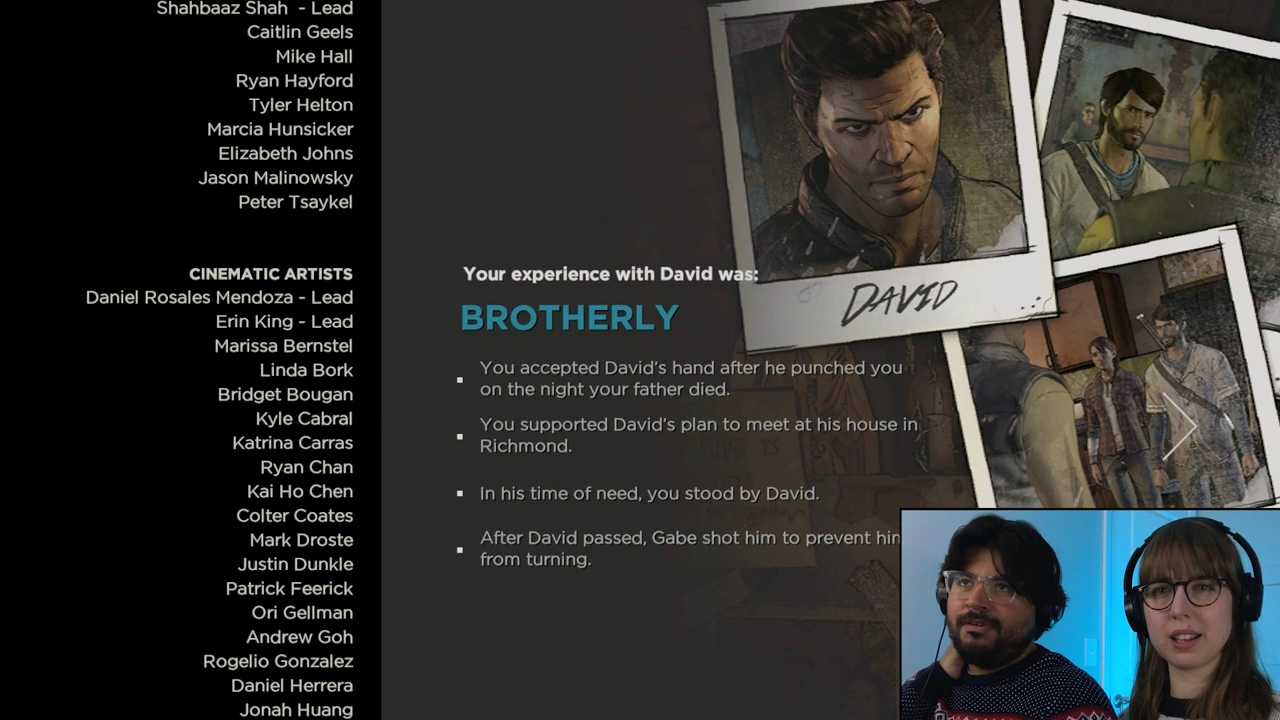 Shahbaaz Shah - Lead
Caitlin Geels
Mike Hall
Ryan Hayford
Tyler Helton
Marcia Hunsicker
Elizabeth Johns
Jason Malinowsky
Peter Tsaykel
CINEMATIC ARTISTS
Daniel Rosales Mendoza - Lead
Erin King - Lead
Marissa Bernstel
Linda Bork
Bridget Bougan
Kyle Cabral
Katrina Carras
Ryan Chan
Kai Ho Chen
Colter Coates
Mark Droste
Justin Dunkle
Patrick Feerick
Ori Gellman
Andrew Goh
Rogelio Gonzalez
Daniel Herrera
Jonah Huang
DAVID
Your experience with David was:
BROTHERLY
You accepted David's hand after he punched you
on the night your father died.
You supported David's plan to meet at his house in
Richmond.
In his time of need, you stood by David.
After David passed, Gabe shot him to prevent him
from turning.